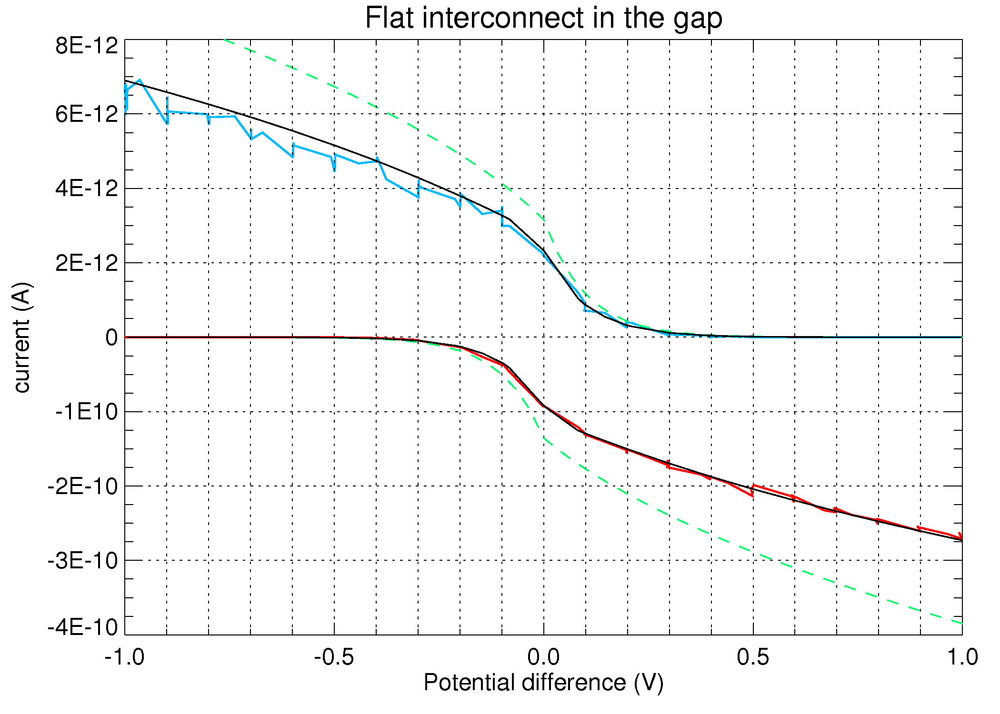 Flat interconnect in the gap
8E-12
6E-12
4E-12
2E-12
0
-1E10
-2E-10
-3E-10
-4E-10
current (A)
-1.0 -0.5 0.0 0.5 1.0
Potential difference (V)